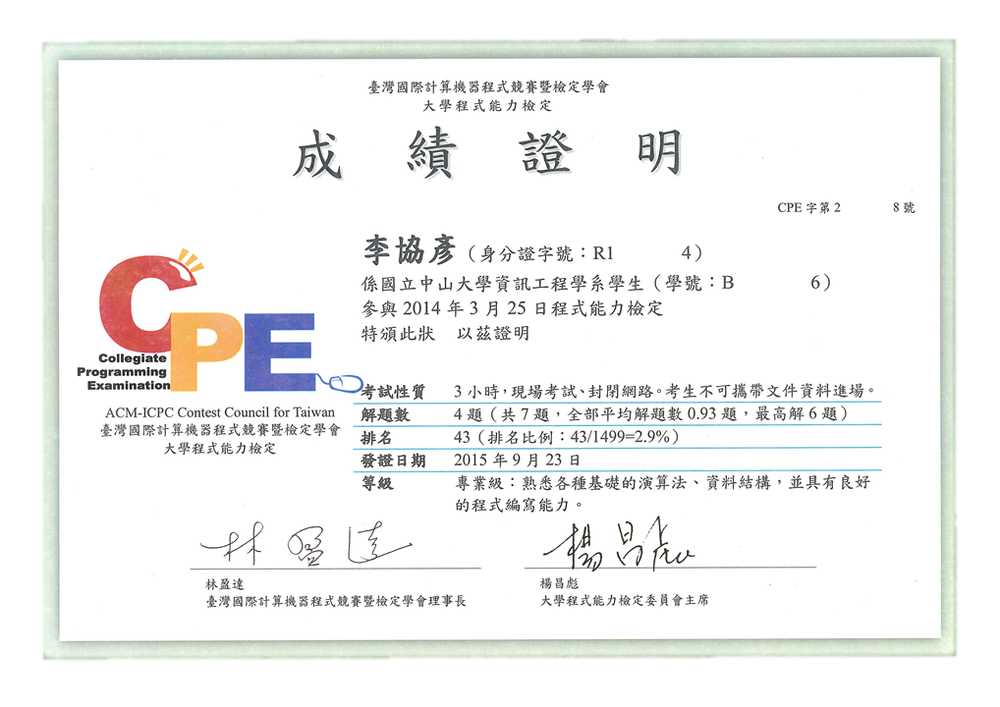 臺灣國際計算機器程式競賽暨檢定學會
大學程式能力檢定
成績證明
CPE 字第 2 8 號
李協彥（身分證字號：R1 4）
係國立中山大學資訊工程學系學生（學號：B 6）
參與 2014 年 3 月 25 日程式能力檢定
特頒此狀 以茲證明
CPE
Collegiate
Programming
Examination
ACM-ICPC Contest Council for Taiwan
臺灣國際計算機器程式競賽暨檢定學會
大學程式能力檢定
考試性質 3 小時，現場考試、封閉網路。考生不可攜帶文件資料進場。
解題數 4 題（共 7 題，全部平均解題數 0.93 題，最高解 6 題）
排名 43（排名比例：43/1499=2.9%）
發證日期 2015 年 9 月 23 日
等級 專業級：熟悉各種基礎的演算法、資料結構，並具有良好
的程式編寫能力。
林盈達
楊昌彪
林盈達
臺灣國際計算機器程式競賽暨檢定學會理事長
楊昌彪
大學程式能力檢定委員會主席